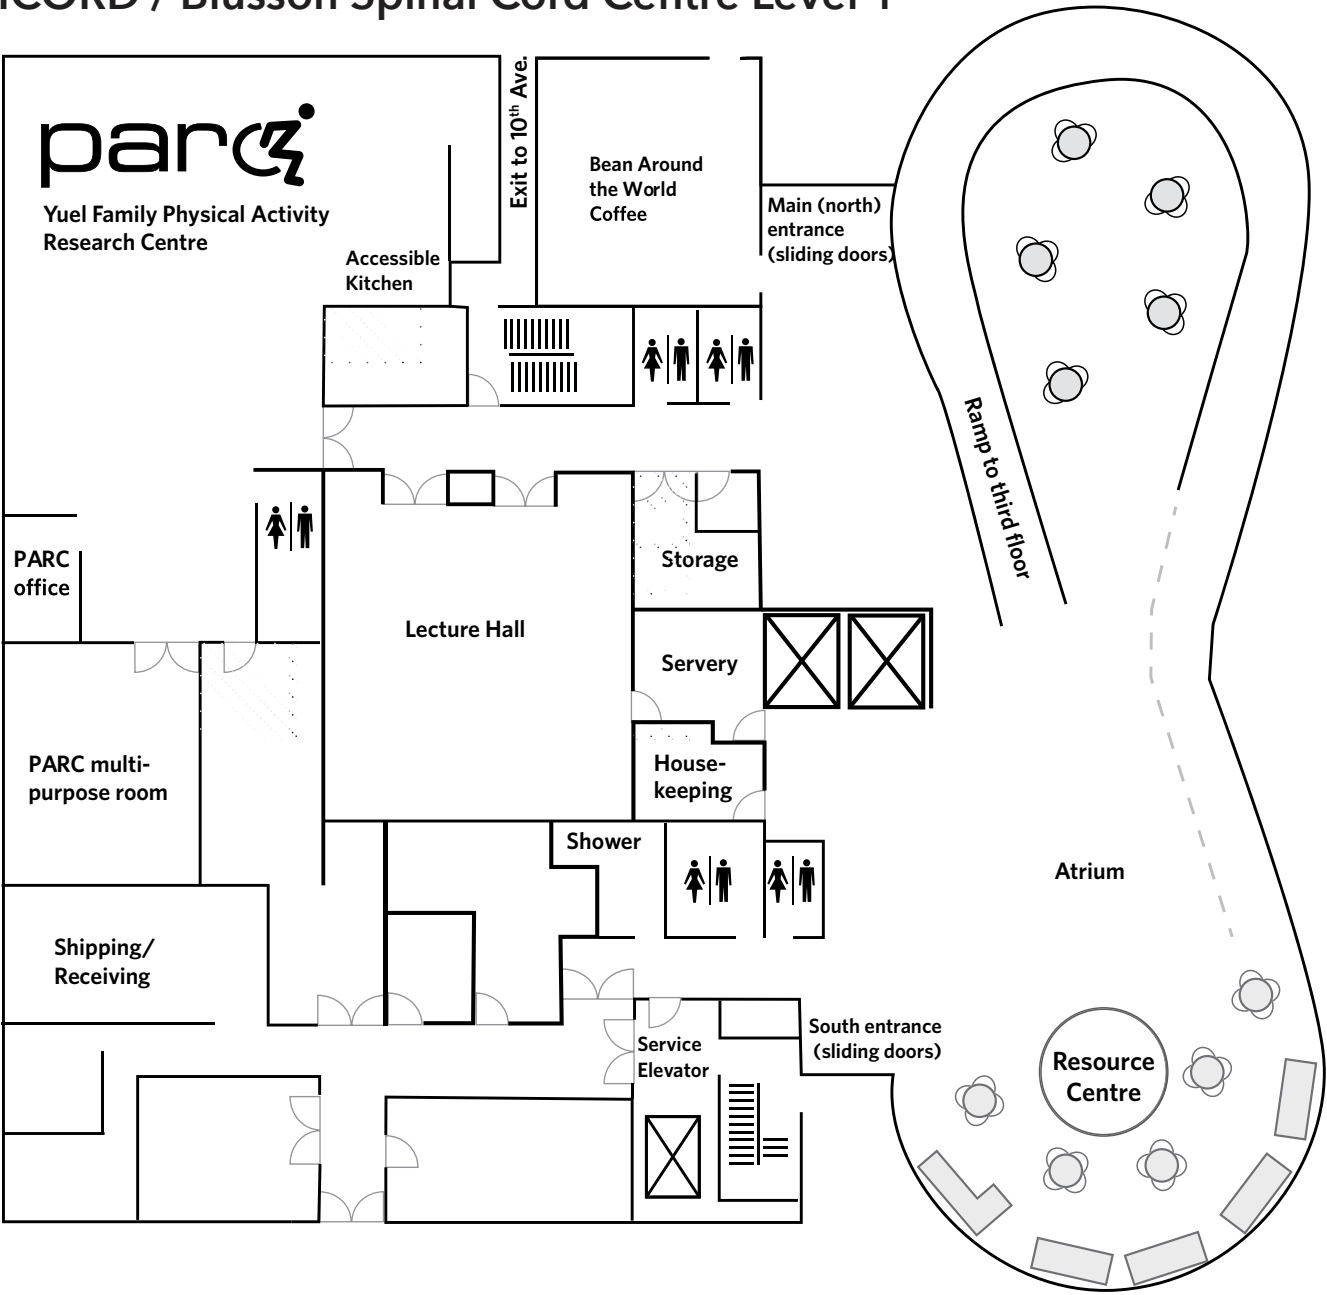 ICORD / Blusson Spinal Cord Centre Level 1
parc
Yuel Family Physical Activity
Research Centre
Accessible
Kitchen
Exit to 10th Ave.
Bean Around
the World
Coffee
Main (north)
entrance
(sliding doors)
Ramp to third floor
PARC
office
Lecture Hall
Storage
Servery
PARC multi-
purpose room
House-
keeping
Shower
Atrium
Shipping/
Receiving
Service
Elevator
South entrance
(sliding doors)
Resource
Centre